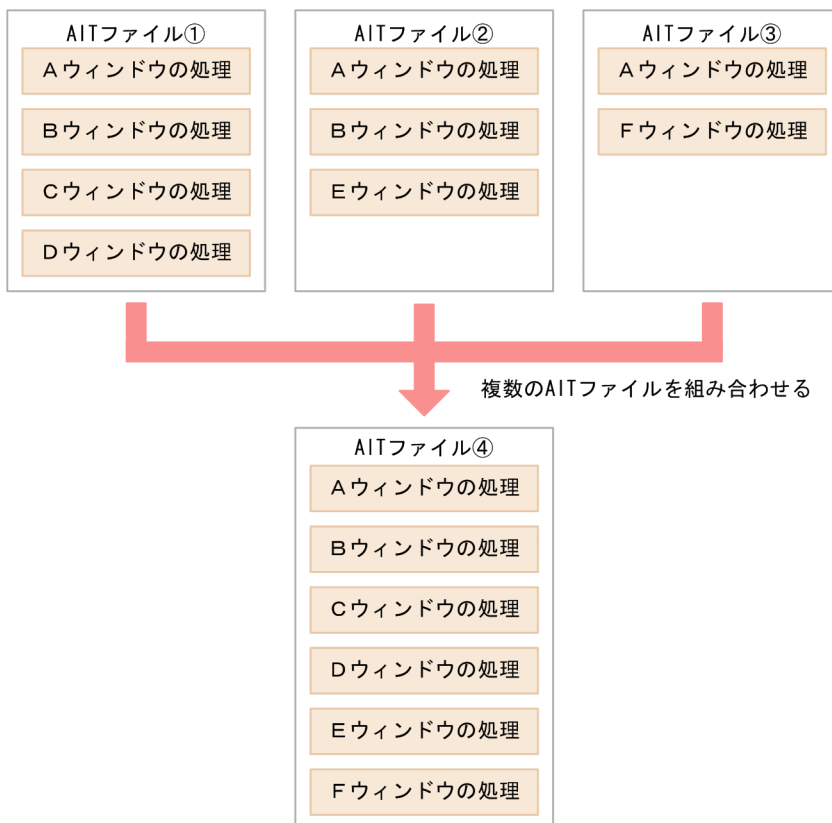 AITファイル①
Aウィンドウの処理
Bウィンドウの処理
Cウィンドウの処理
Dウィンドウの処理
AITファイル②
Aウィンドウの処理
Bウィンドウの処理
Eウィンドウの処理
AITファイル③
Aウィンドウの処理
Fウィンドウの処理
複数のAITファイルを組み合わせる
AITファイル④
Aウィンドウの処理
Bウィンドウの処理
Cウィンドウの処理
Dウィンドウの処理
Eウィンドウの処理
Fウィンドウの処理